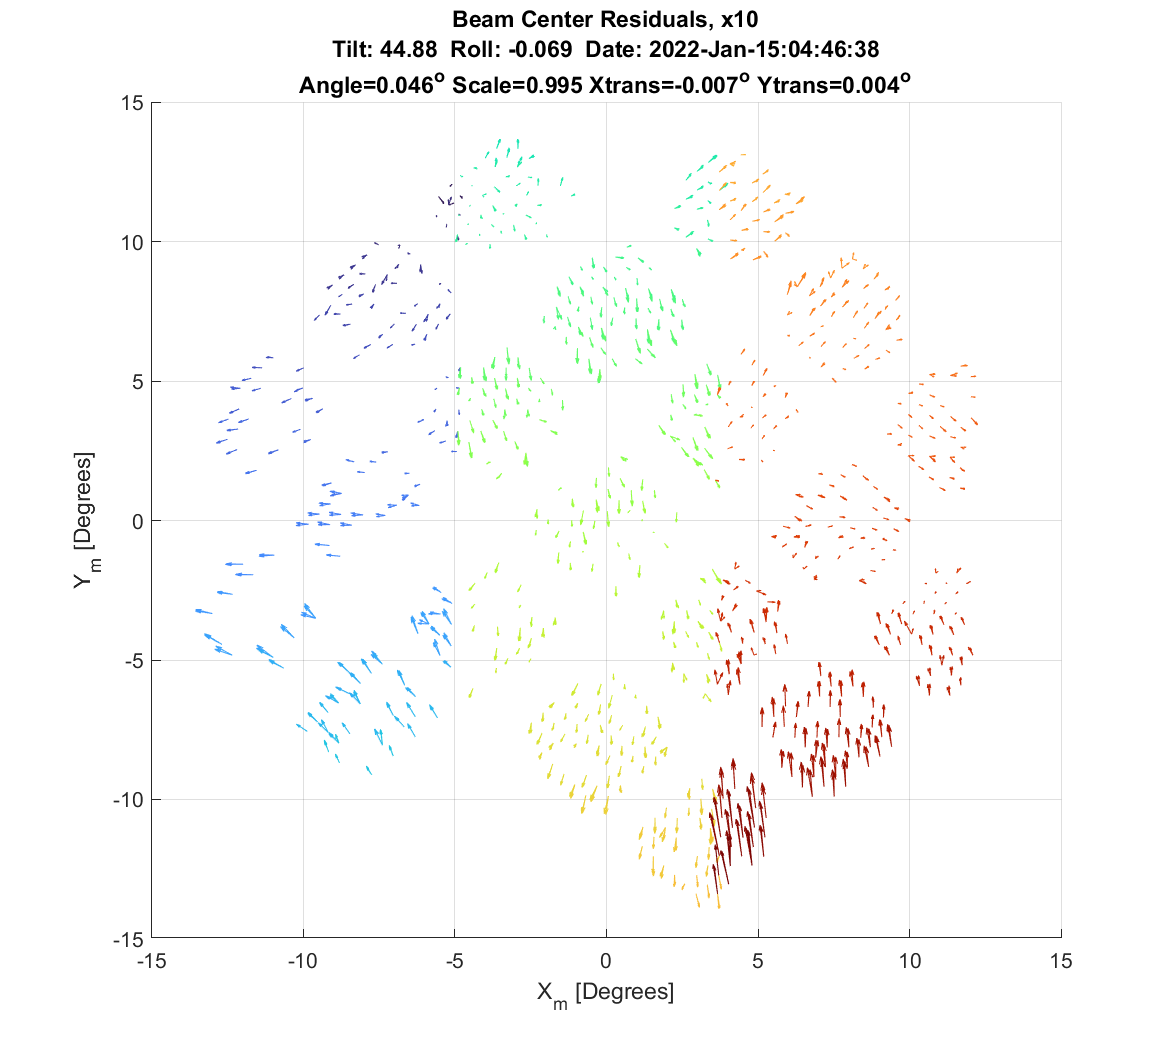 Beam Center Residuals, x10
Tilt: 44.88 Roll: -0.069 Date: 2022-Jan-15:04:46:38
Angle=0.046° Scale=0.995 Xtrans=-0.007° Ytrans=0.004°
15
10
5
0
-5
-10
-15
Y_m [Degrees]
-15 -10 -5 0 5 10 15
X_m [Degrees]